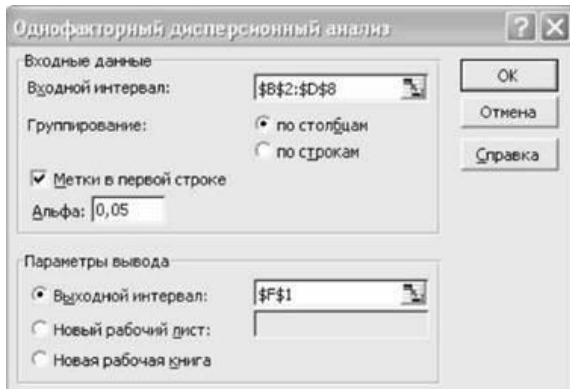 Однофакторный дисперсионный анализ
Входные данные
Входной интервал: $B$2:$D$8
Группирование: по столбцам
по строкам
Метки в первой строке
Альфа: 0,05
OK
Отмена
Справка
Параметры вывода
Выходной интервал: $F$1
Новый рабочий лист:
Новая рабочая книга